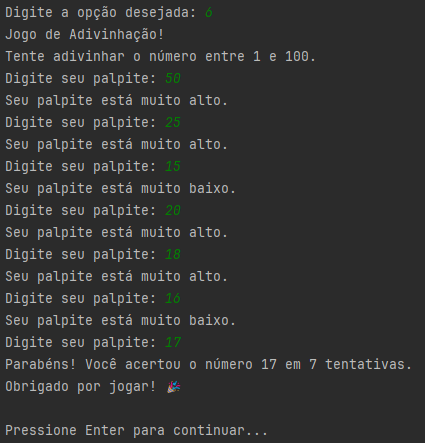 Digite a opção desejada: 6
Jogo de Adivinhação!
Tente adivinhar o número entre 1 e 100.
Digite seu palpite: 50
Seu palpite está muito alto.
Digite seu palpite: 25
Seu palpite está muito alto.
Digite seu palpite: 15
Seu palpite está muito baixo.
Digite seu palpite: 20
Seu palpite está muito alto.
Digite seu palpite: 18
Seu palpite está muito alto.
Digite seu palpite: 16
Seu palpite está muito baixo.
Digite seu palpite: 17
Parabéns! Você acertou o número 17 em 7 tentativas.
Obrigado por jogar! 🎉
Pressione Enter para continuar...